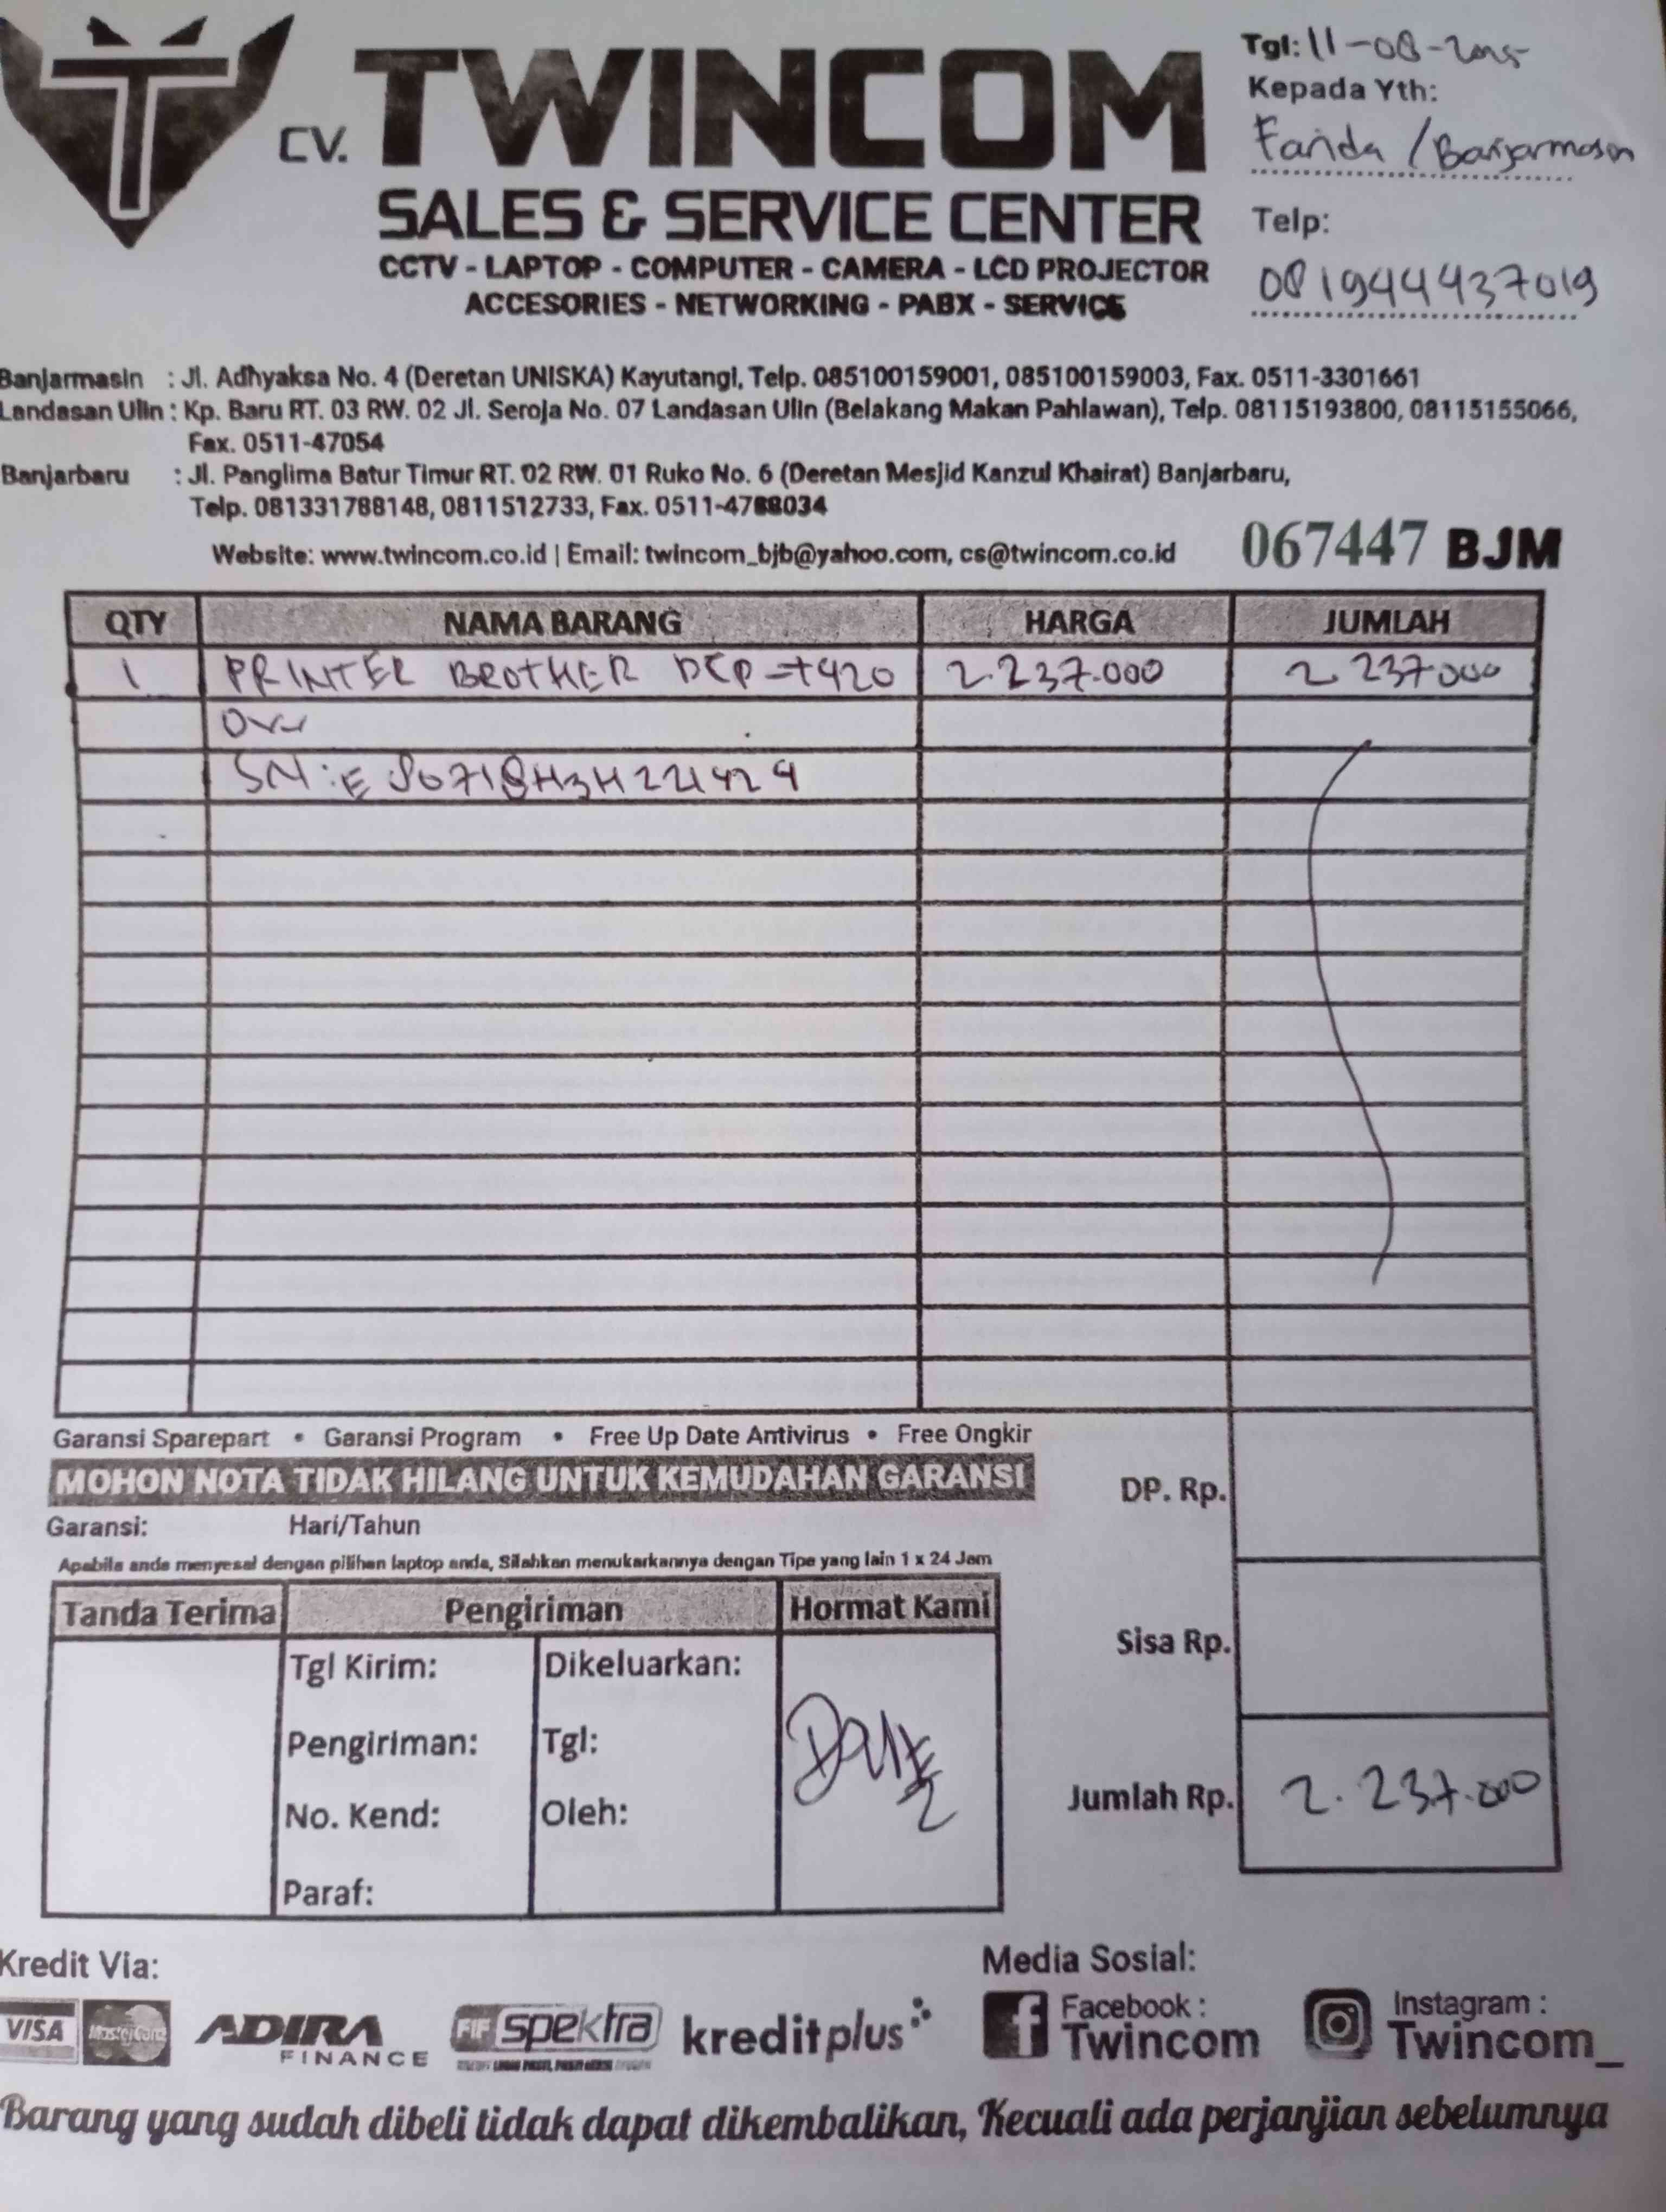 CV. TWINCOM
SALES & SERVICE CENTER
CCTV - LAPTOP - COMPUTER - CAMERA - LCD PROJECTOR
ACCESORIES - NETWORKING - PABX - SERVICE
Tgl: 11-08-2025
Kepada Yth:
Farida / Banjarmasin
Telp:
081944437019
Banjarmasin : Jl. Adhyaksa No. 4 (Deretan UNISKA) Kayutangi, Telp. 085100159001, 085100159003, Fax. 0511-3301661
Landasan Ulin : Kp. Baru RT. 03 RW. 02 Jl. Seroja No. 07 Landasan Ulin (Belakang Makan Pahlawan), Telp. 08115193800, 08115155066,
Fax. 0511-47054
Banjarbaru : Jl. Panglima Batur Timur RT. 02 RW. 01 Ruko No. 6 (Deretan Mesjid Kanzul Khairat) Banjarbaru,
Telp. 081331788148, 0811512733, Fax. 0511-4788034
Website: www.twincom.co.id | Email: twincom_bjb@yahoo.com, cs@twincom.co.id
067447 BJM
QTY NAMA BARANG HARGA JUMLAH
1 PRINTER BROTHER DCP-T420 2.237.000 2.237.000
SN:
Garansi Sparepart • Garansi Program • Free Up Date Antivirus • Free Ongkir
MOHON NOTA TIDAK HILANG UNTUK KEMUDAHAN GARANSI
Garansi: Hari/Tahun
Apabila anda menyesal dengan pilihan laptop anda, Silahkan menukarkannya dengan Tipe yang lain 1 x 24 Jam
DP. Rp.
Sisa Rp.
Jumlah Rp. 2.237.000
Tanda Terima Pengiriman Hormat Kami
Tgl Kirim: Dikeluarkan:
Pengiriman: Tgl:
No. Kend: Oleh:
Paraf:
Kredit Via:
Media Sosial:
VISA MasterCard ADIRA FINANCE FIF spektra kreditplus
Facebook : Twincom
Instagram : Twincom_
Barang yang sudah dibeli tidak dapat dikembalikan, Kecuali ada perjanjian sebelumnya